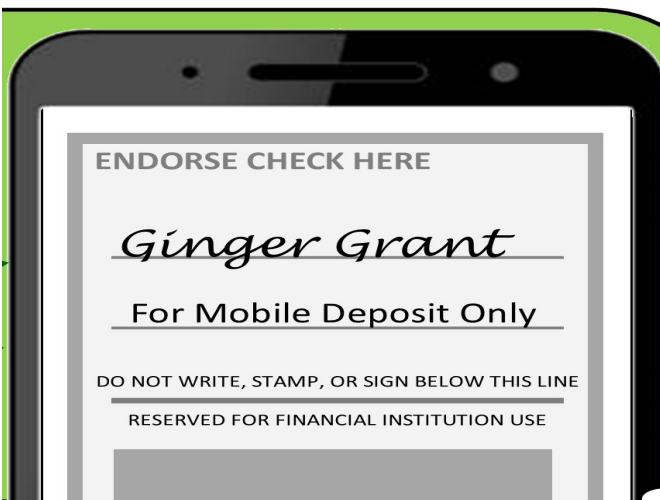 ENDORSE CHECK HERE
Ginger Grant
For Mobile Deposit Only
DO NOT WRITE, STAMP, OR SIGN BELOW THIS LINE
RESERVED FOR FINANCIAL INSTITUTION USE